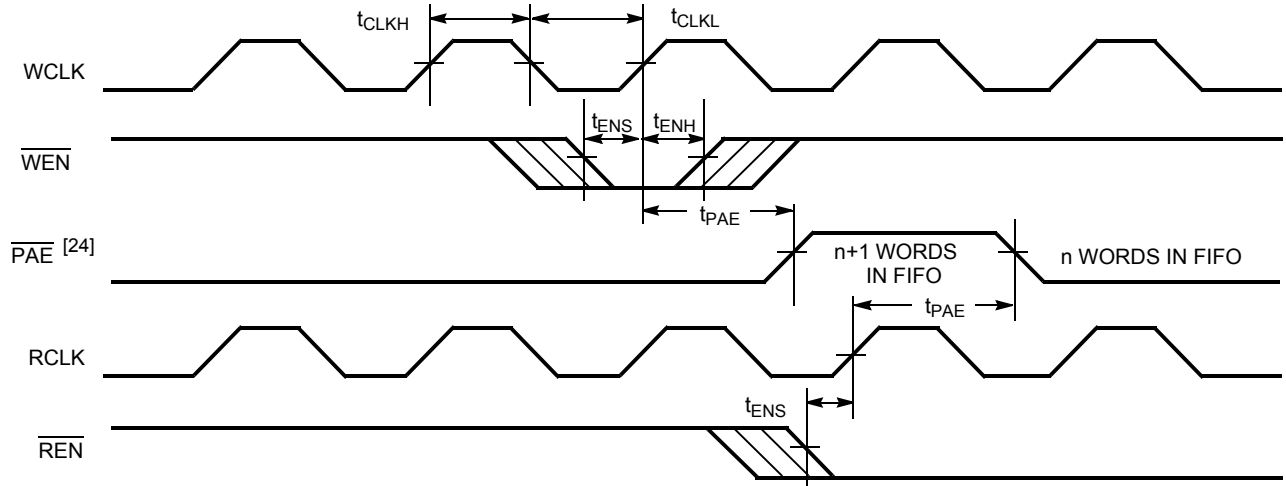 tCLKH
tCLKL
WCLK
tENS
tENH
WEN
tPAE
PAE [24]
n+1 WORDS
IN FIFO
n WORDS IN FIFO
tPAE
RCLK
tENS
REN